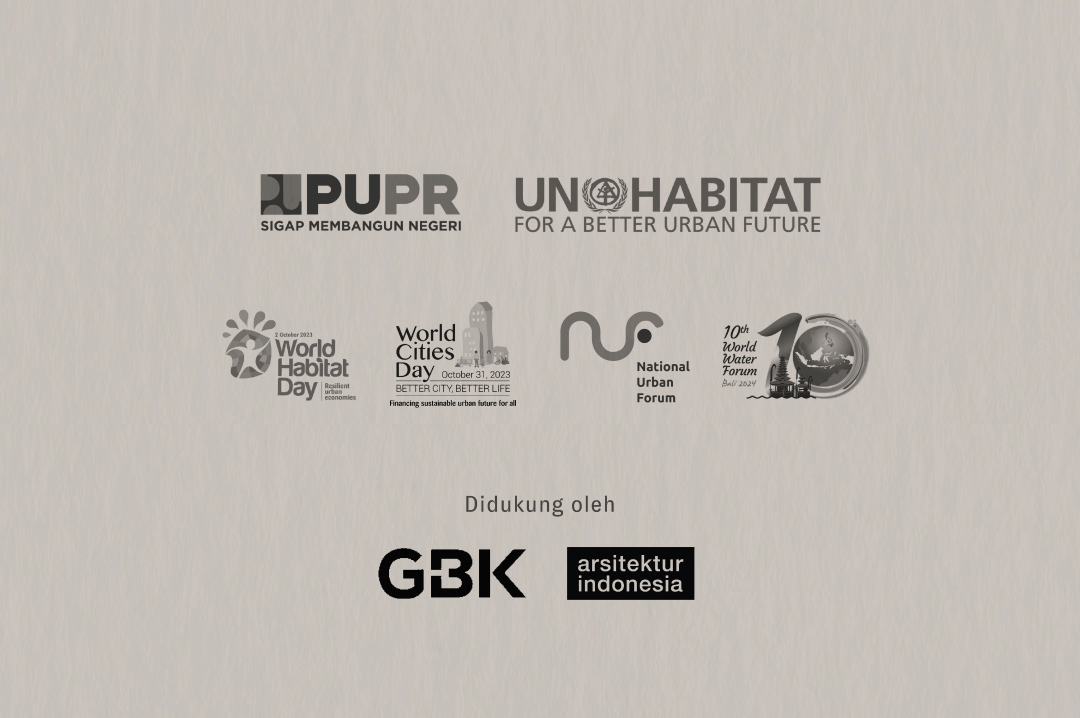 PUPR
SIGAP MEMBANGUN NEGERI
UN HABITAT
FOR A BETTER URBAN FUTURE
2 October 2023
World
Habitat
Day
Resilient
urban
economies
World
Cities
Day
October 31, 2023
BETTER CITY, BETTER LIFE
Financing sustainable urban future for all
nuf
National
Urban
Forum
10th
World
Water
Forum
Bali 2024
10
Didukung oleh
GBK
arsitektur
indonesia